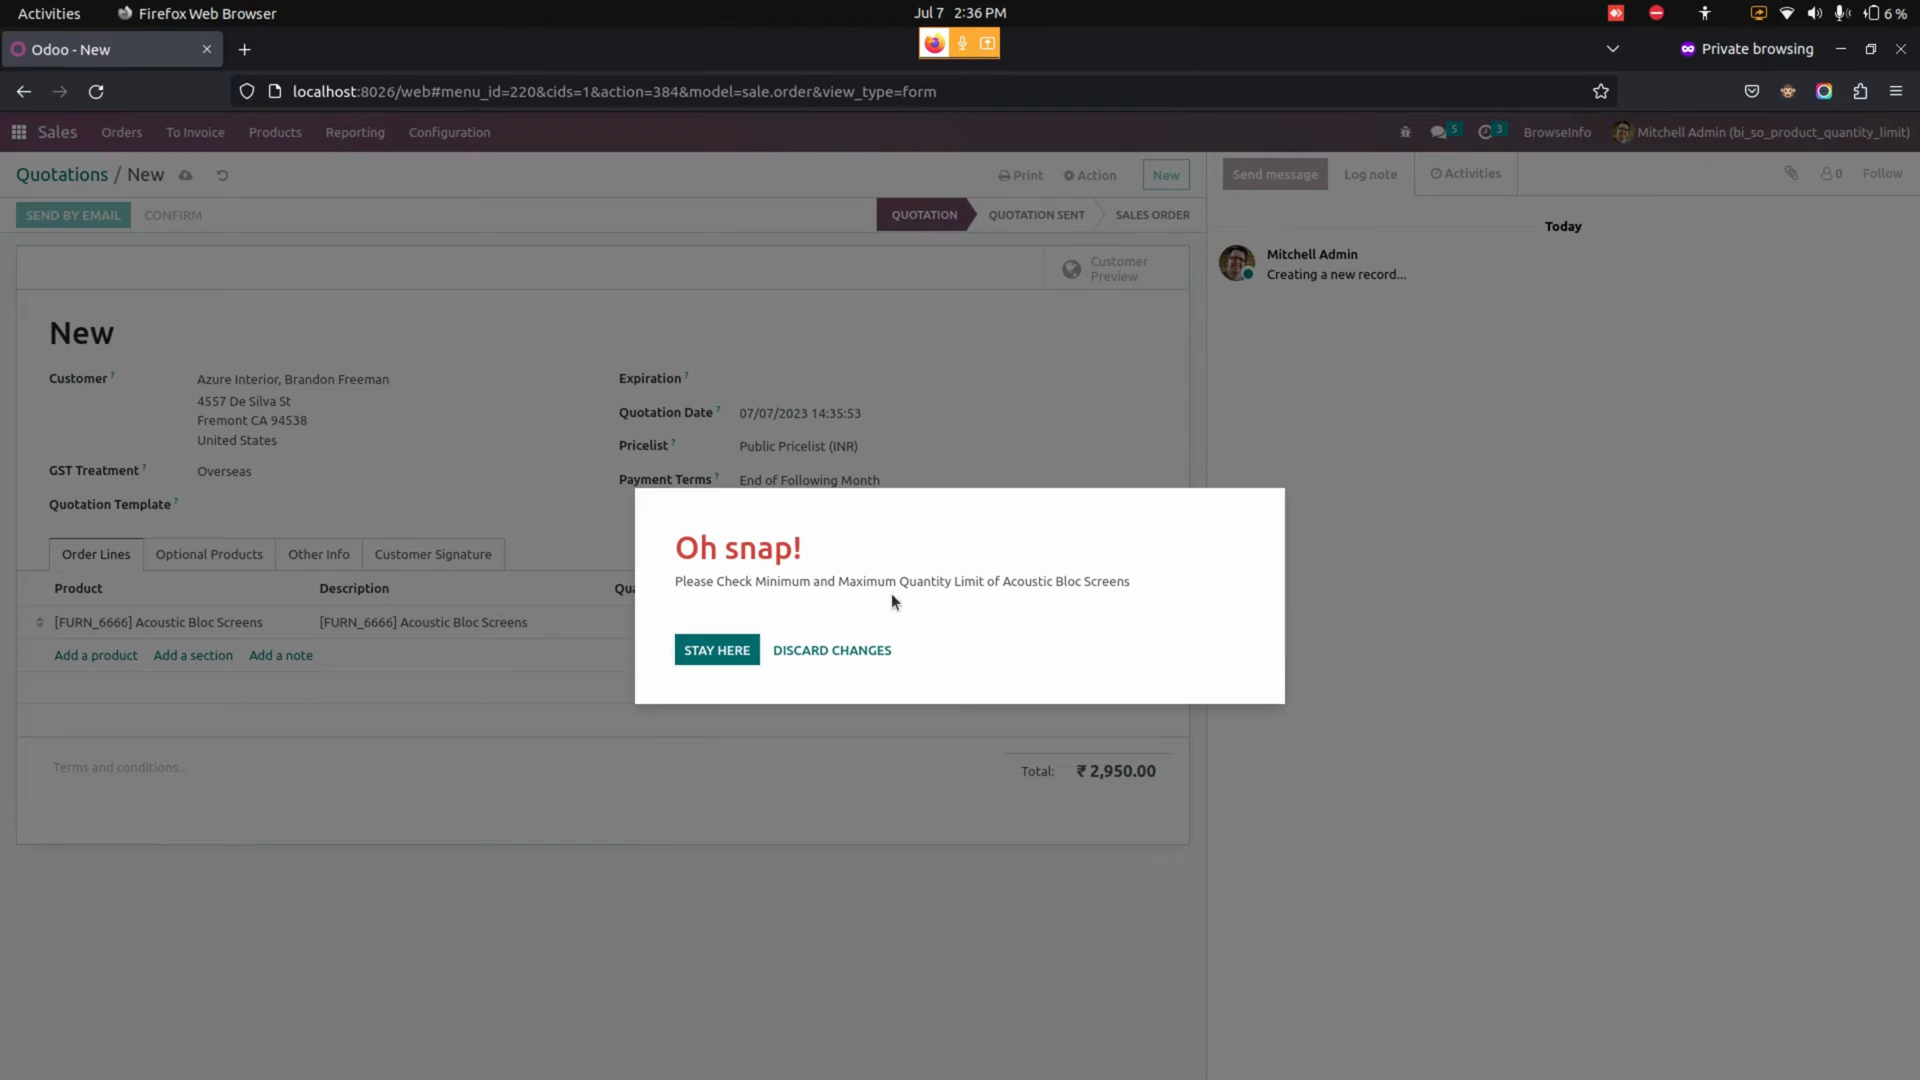 Activities
Firefox Web Browser
Jul 7 2:36 PM
6 %
Odoo - New
Private browsing
localhost:8026/web#menu_id=220&cids=1&action=384&model=sale.order&view_type=form
Sales Orders To Invoice Products Reporting Configuration
5 3 BrowseInfo Mitchell Admin (bi_so_product_quantity_limit)
Quotations / New
Print Action New
Send message Log note Activities 0 Follow
SEND BY EMAIL CONFIRM
QUOTATION QUOTATION SENT SALES ORDER
Today
Mitchell Admin
Creating a new record...
Customer
Preview
New
Customer ? Azure Interior, Brandon Freeman
4557 De Silva St
Fremont CA 94538
United States
GST Treatment ? Overseas
Quotation Template ?
Expiration ?
Quotation Date ? 07/07/2023 14:35:53
Pricelist ? Public Pricelist (INR)
Payment Terms ? End of Following Month
Order Lines Optional Products Other Info Customer Signature
Product Description Qua
[FURN_6666] Acoustic Bloc Screens [FURN_6666] Acoustic Bloc Screens
Add a product Add a section Add a note
Oh snap!
Please Check Minimum and Maximum Quantity Limit of Acoustic Bloc Screens
STAY HERE DISCARD CHANGES
Terms and conditions...
Total: ₹ 2,950.00